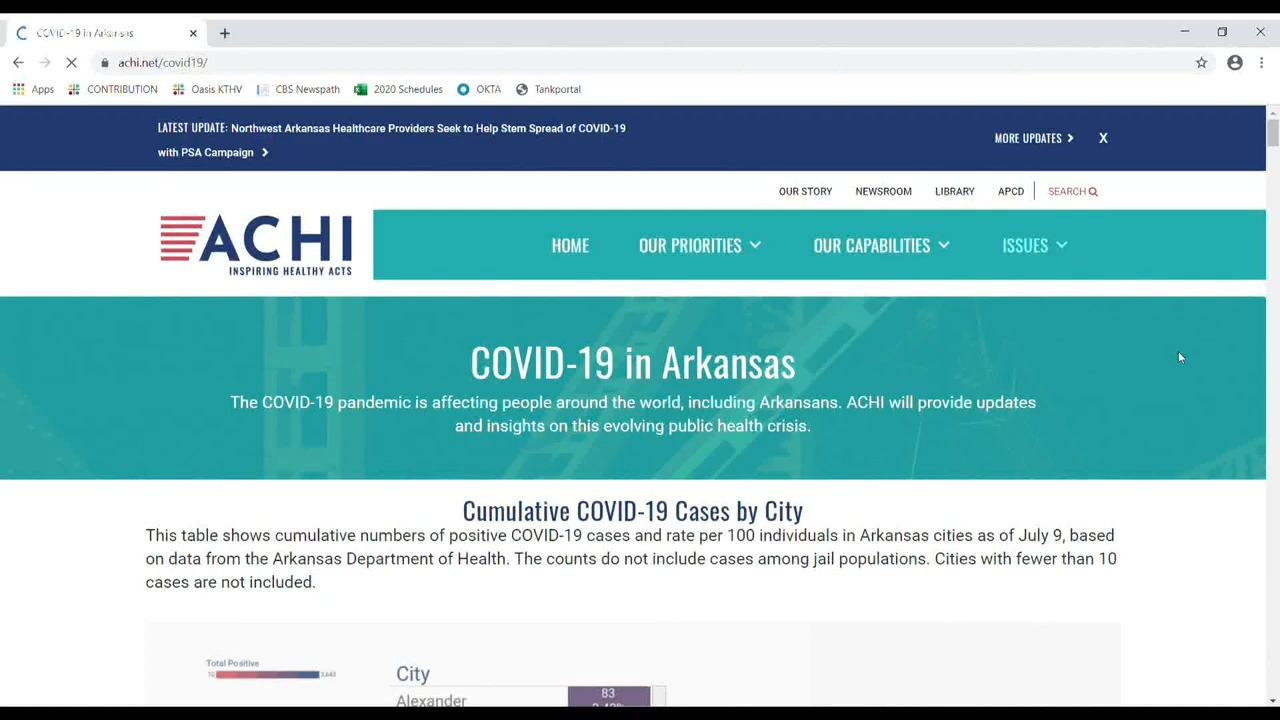 COVID-19 in Arkansas
achi.net/covid19/
Apps CONTRIBUTION Oasis KTHV CBS Newspath 2020 Schedules OKTA Tankportal
LATEST UPDATE: Northwest Arkansas Healthcare Providers Seek to Help Stem Spread of COVID-19
with PSA Campaign
MORE UPDATES
X
OUR STORY NEWSROOM LIBRARY APCD SEARCH
ACHI
INSPIRING HEALTHY ACTS
HOME OUR PRIORITIES OUR CAPABILITIES ISSUES
COVID-19 in Arkansas
The COVID-19 pandemic is affecting people around the world, including Arkansans. ACHI will provide updates
and insights on this evolving public health crisis.
Cumulative COVID-19 Cases by City
This table shows cumulative numbers of positive COVID-19 cases and rate per 100 individuals in Arkansas cities as of July 9, based
on data from the Arkansas Department of Health. The counts do not include cases among jail populations. Cities with fewer than 10
cases are not included.
Total Positive
City
Alexander
83